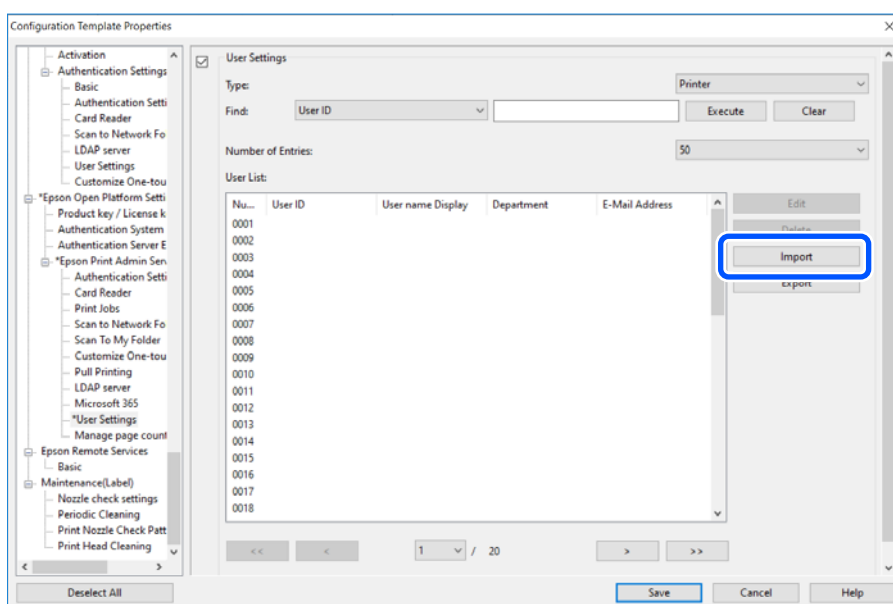 Configuration Template Properties
Activation
Authentication Settings
Basic
Authentication Setti
Card Reader
Scan to Network Fo
LDAP server
User Settings
Customize One-tou
*Epson Open Platform Setti
Product key / License k
Authentication System
Authentication Server E
*Epson Print Admin Serv
Authentication Setti
Card Reader
Print Jobs
Scan to Network Fo
Scan To My Folder
Customize One-tou
Pull Printing
LDAP server
Microsoft 365
*User Settings
Manage page count
Epson Remote Services
Basic
Maintenance(Label)
Nozzle check settings
Periodic Cleaning
Print Nozzle Check Patt
Print Head Cleaning
Deselect All
User Settings
Type: Printer
Find: User ID Execute Clear
Number of Entries: 50
User List:
Nu... User ID User name Display Department E-Mail Address
0001
0002
0003
0004
0005
0006
0007
0008
0009
0010
0011
0012
0013
0014
0015
0016
0017
0018
Edit
Delete
Import
Export
<< < 1 / 20 > >>
Save Cancel Help